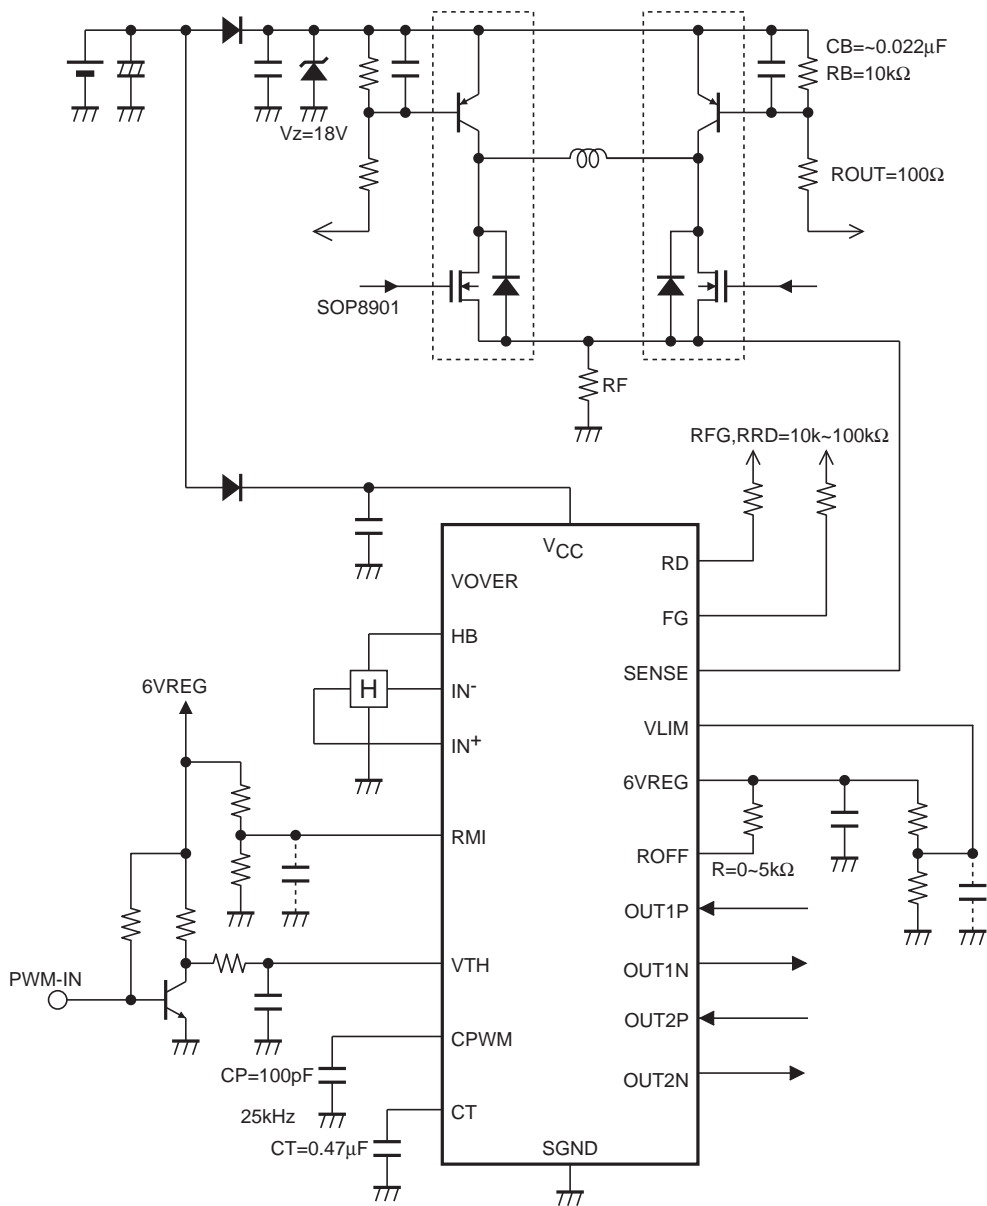 CB=~0.022µF
RB=10kΩ
Vz=18V
ROUT=100Ω
SOP8901
RF
RFG,RRD=10k~100kΩ
VCC
RD
VOVER
FG
HB
SENSE
6VREG
H
IN-
VLIM
IN+
6VREG
RMI
ROFF
R=0~5kΩ
OUT1P
VTH
OUT1N
PWM-IN
OUT2P
CPWM
CP=100pF
OUT2N
25kHz
CT
CT=0.47µF
SGND